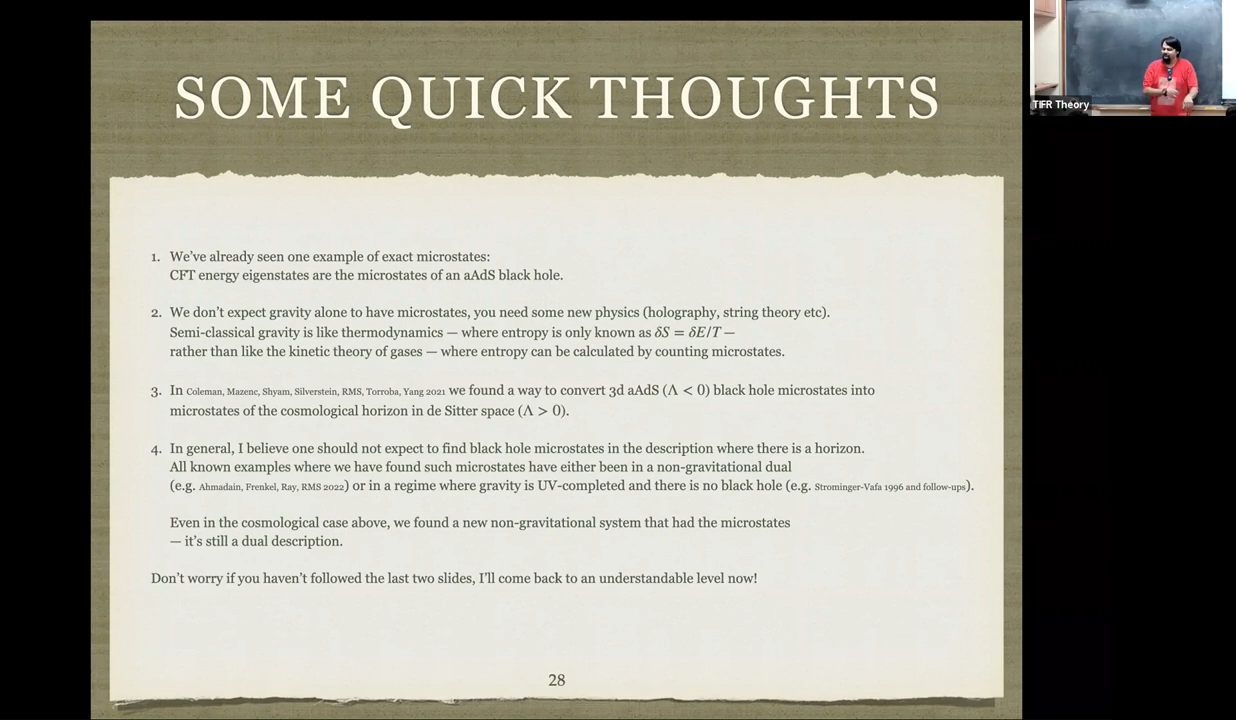 SOME QUICK THOUGHTS
TIFR Theory
1. We've already seen one example of exact microstates:
CFT energy eigenstates are the microstates of an aAdS black hole.
2. We don't expect gravity alone to have microstates, you need some new physics (holography, string theory etc).
Semi-classical gravity is like thermodynamics — where entropy is only known as δS = δE/T —
rather than like the kinetic theory of gases — where entropy can be calculated by counting microstates.
3. In Coleman, Mazenc, Shyam, Silverstein, RMS, Torroba, Yang 2021 we found a way to convert 3d aAdS (Λ < 0) black hole microstates into
microstates of the cosmological horizon in de Sitter space (Λ > 0).
4. In general, I believe one should not expect to find black hole microstates in the description where there is a horizon.
All known examples where we have found such microstates have either been in a non-gravitational dual
(e.g. Ahmadain, Frenkel, Ray, RMS 2022) or in a regime where gravity is UV-completed and there is no black hole (e.g. Strominger-Vafa 1996 and follow-ups).
Even in the cosmological case above, we found a new non-gravitational system that had the microstates
— it's still a dual description.
Don't worry if you haven't followed the last two slides, I'll come back to an understandable level now!
28